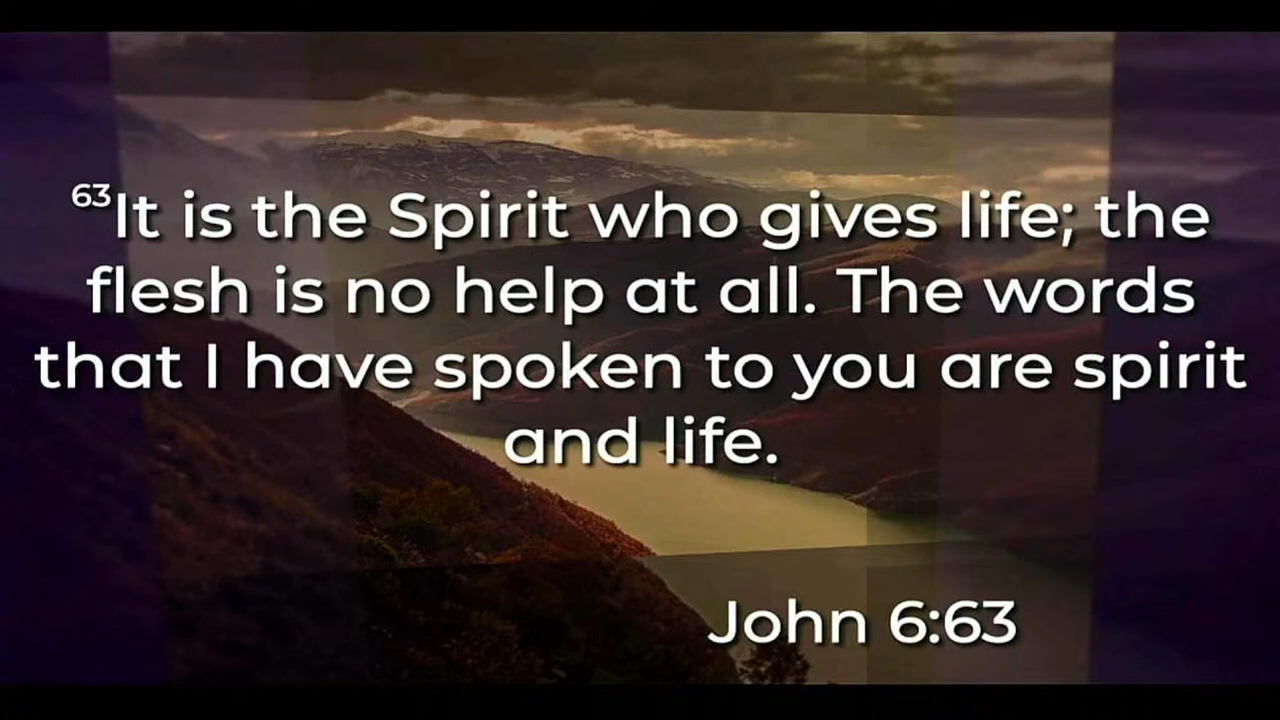 63It is the Spirit who gives life; the
flesh is no help at all. The words
that I have spoken to you are spirit
and life.
John 6:63